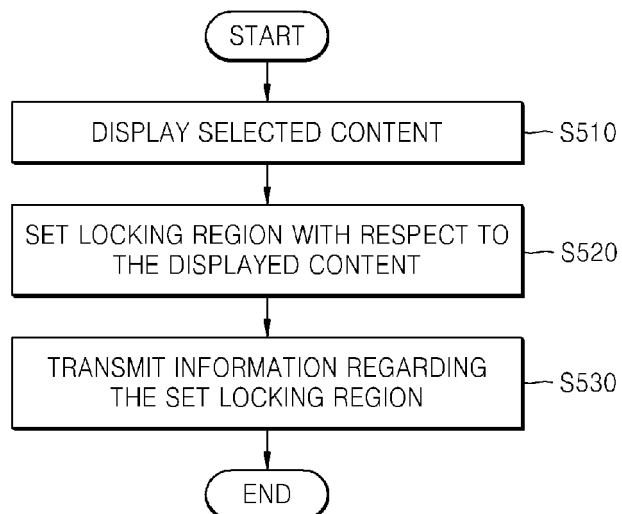 START
DISPLAY SELECTED CONTENT
S510
SET LOCKING REGION WITH RESPECT TO
THE DISPLAYED CONTENT
S520
TRANSMIT INFORMATION REGARDING
THE SET LOCKING REGION
S530
END